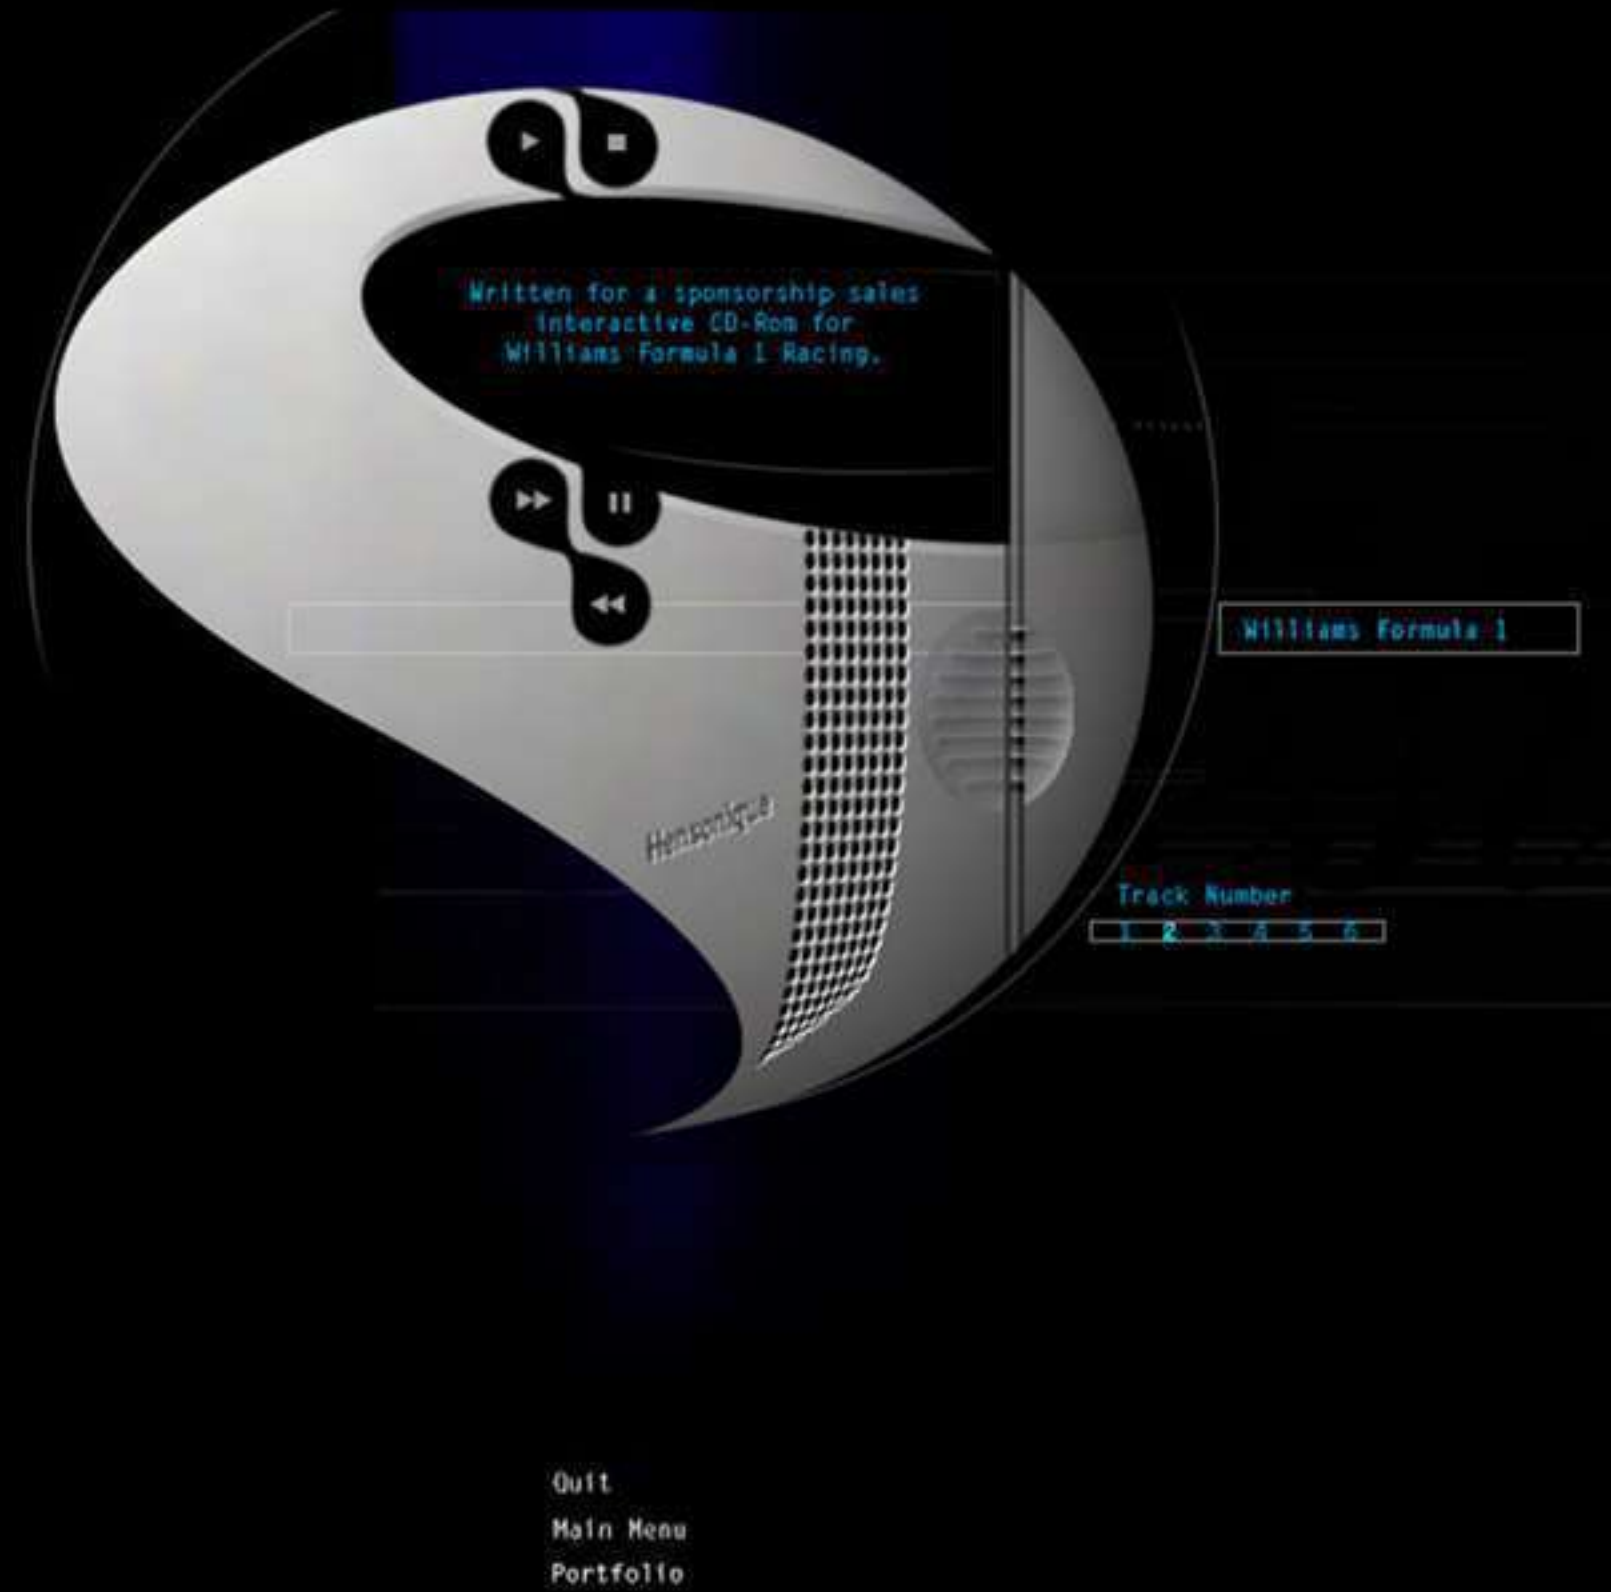 Written for a sponsorship sales
interactive CD-Rom for
Williams Formula 1 Racing.
Williams Formula 1
Hensonique
Track Number
1 2 3 4 5 6
Quit
Main Menu
Portfolio